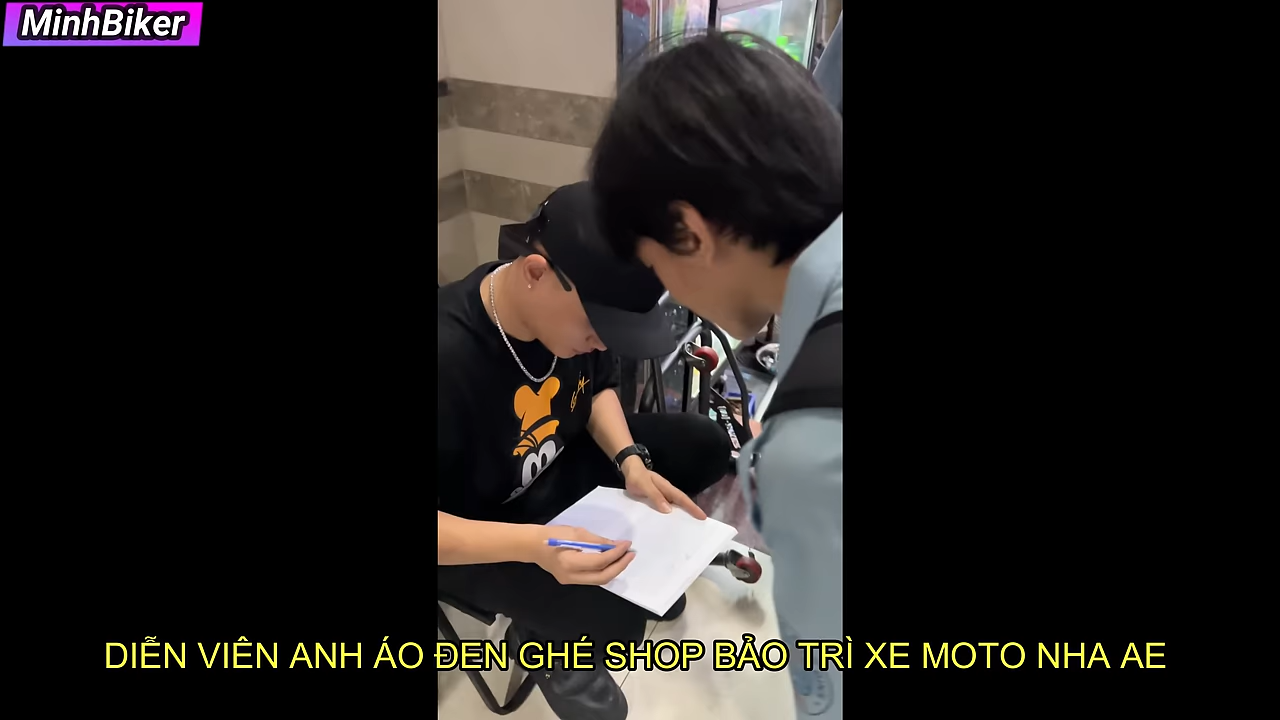 MinhBiker
DIỄN VIÊN ANH ÁO ĐEN GHÉ SHOP BẢO TRÌ XE MOTO NHA AE